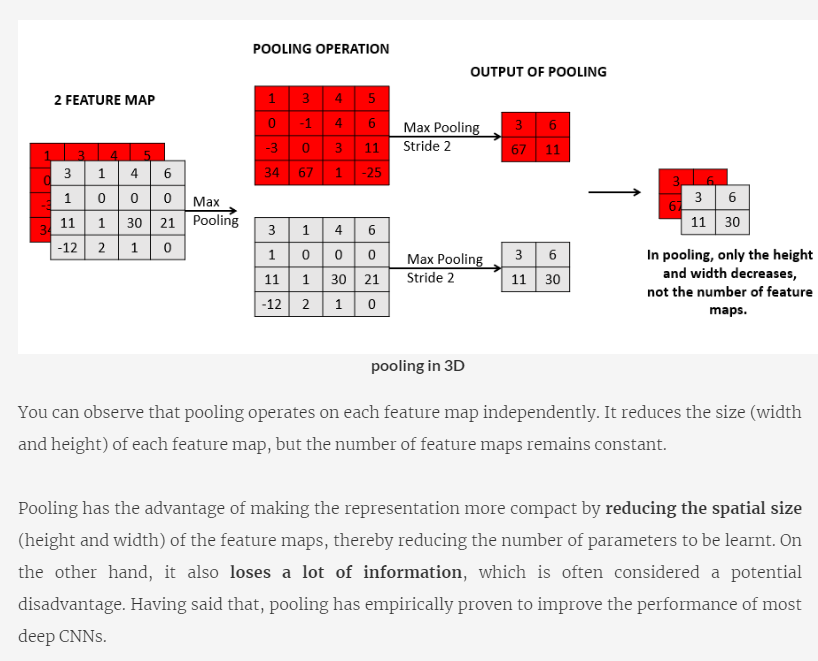 POOLING OPERATION
OUTPUT OF POOLING
2 FEATURE MAP
1 3 4 5
0
3
3 1 4 6
1 0 0 0
11 1 30 21
-12 2 1 0
Max
Pooling
1 3 4 5
0 -1 4 6
-3 0 3 11
34 67 1 -25
Max Pooling
Stride 2
3 6
67 11
3 1 4 6
1 0 0 0
11 1 30 21
-12 2 1 0
Max Pooling
Stride 2
3 6
11 30
3 6
6
3 6
11 30
In pooling, only the height
and width decreases,
not the number of feature
maps.
pooling in 3D
You can observe that pooling operates on each feature map independently. It reduces the size (width
and height) of each feature map, but the number of feature maps remains constant.
Pooling has the advantage of making the representation more compact by reducing the spatial size
(height and width) of the feature maps, thereby reducing the number of parameters to be learnt. On
the other hand, it also loses a lot of information, which is often considered a potential
disadvantage. Having said that, pooling has empirically proven to improve the performance of most
deep CNNs.